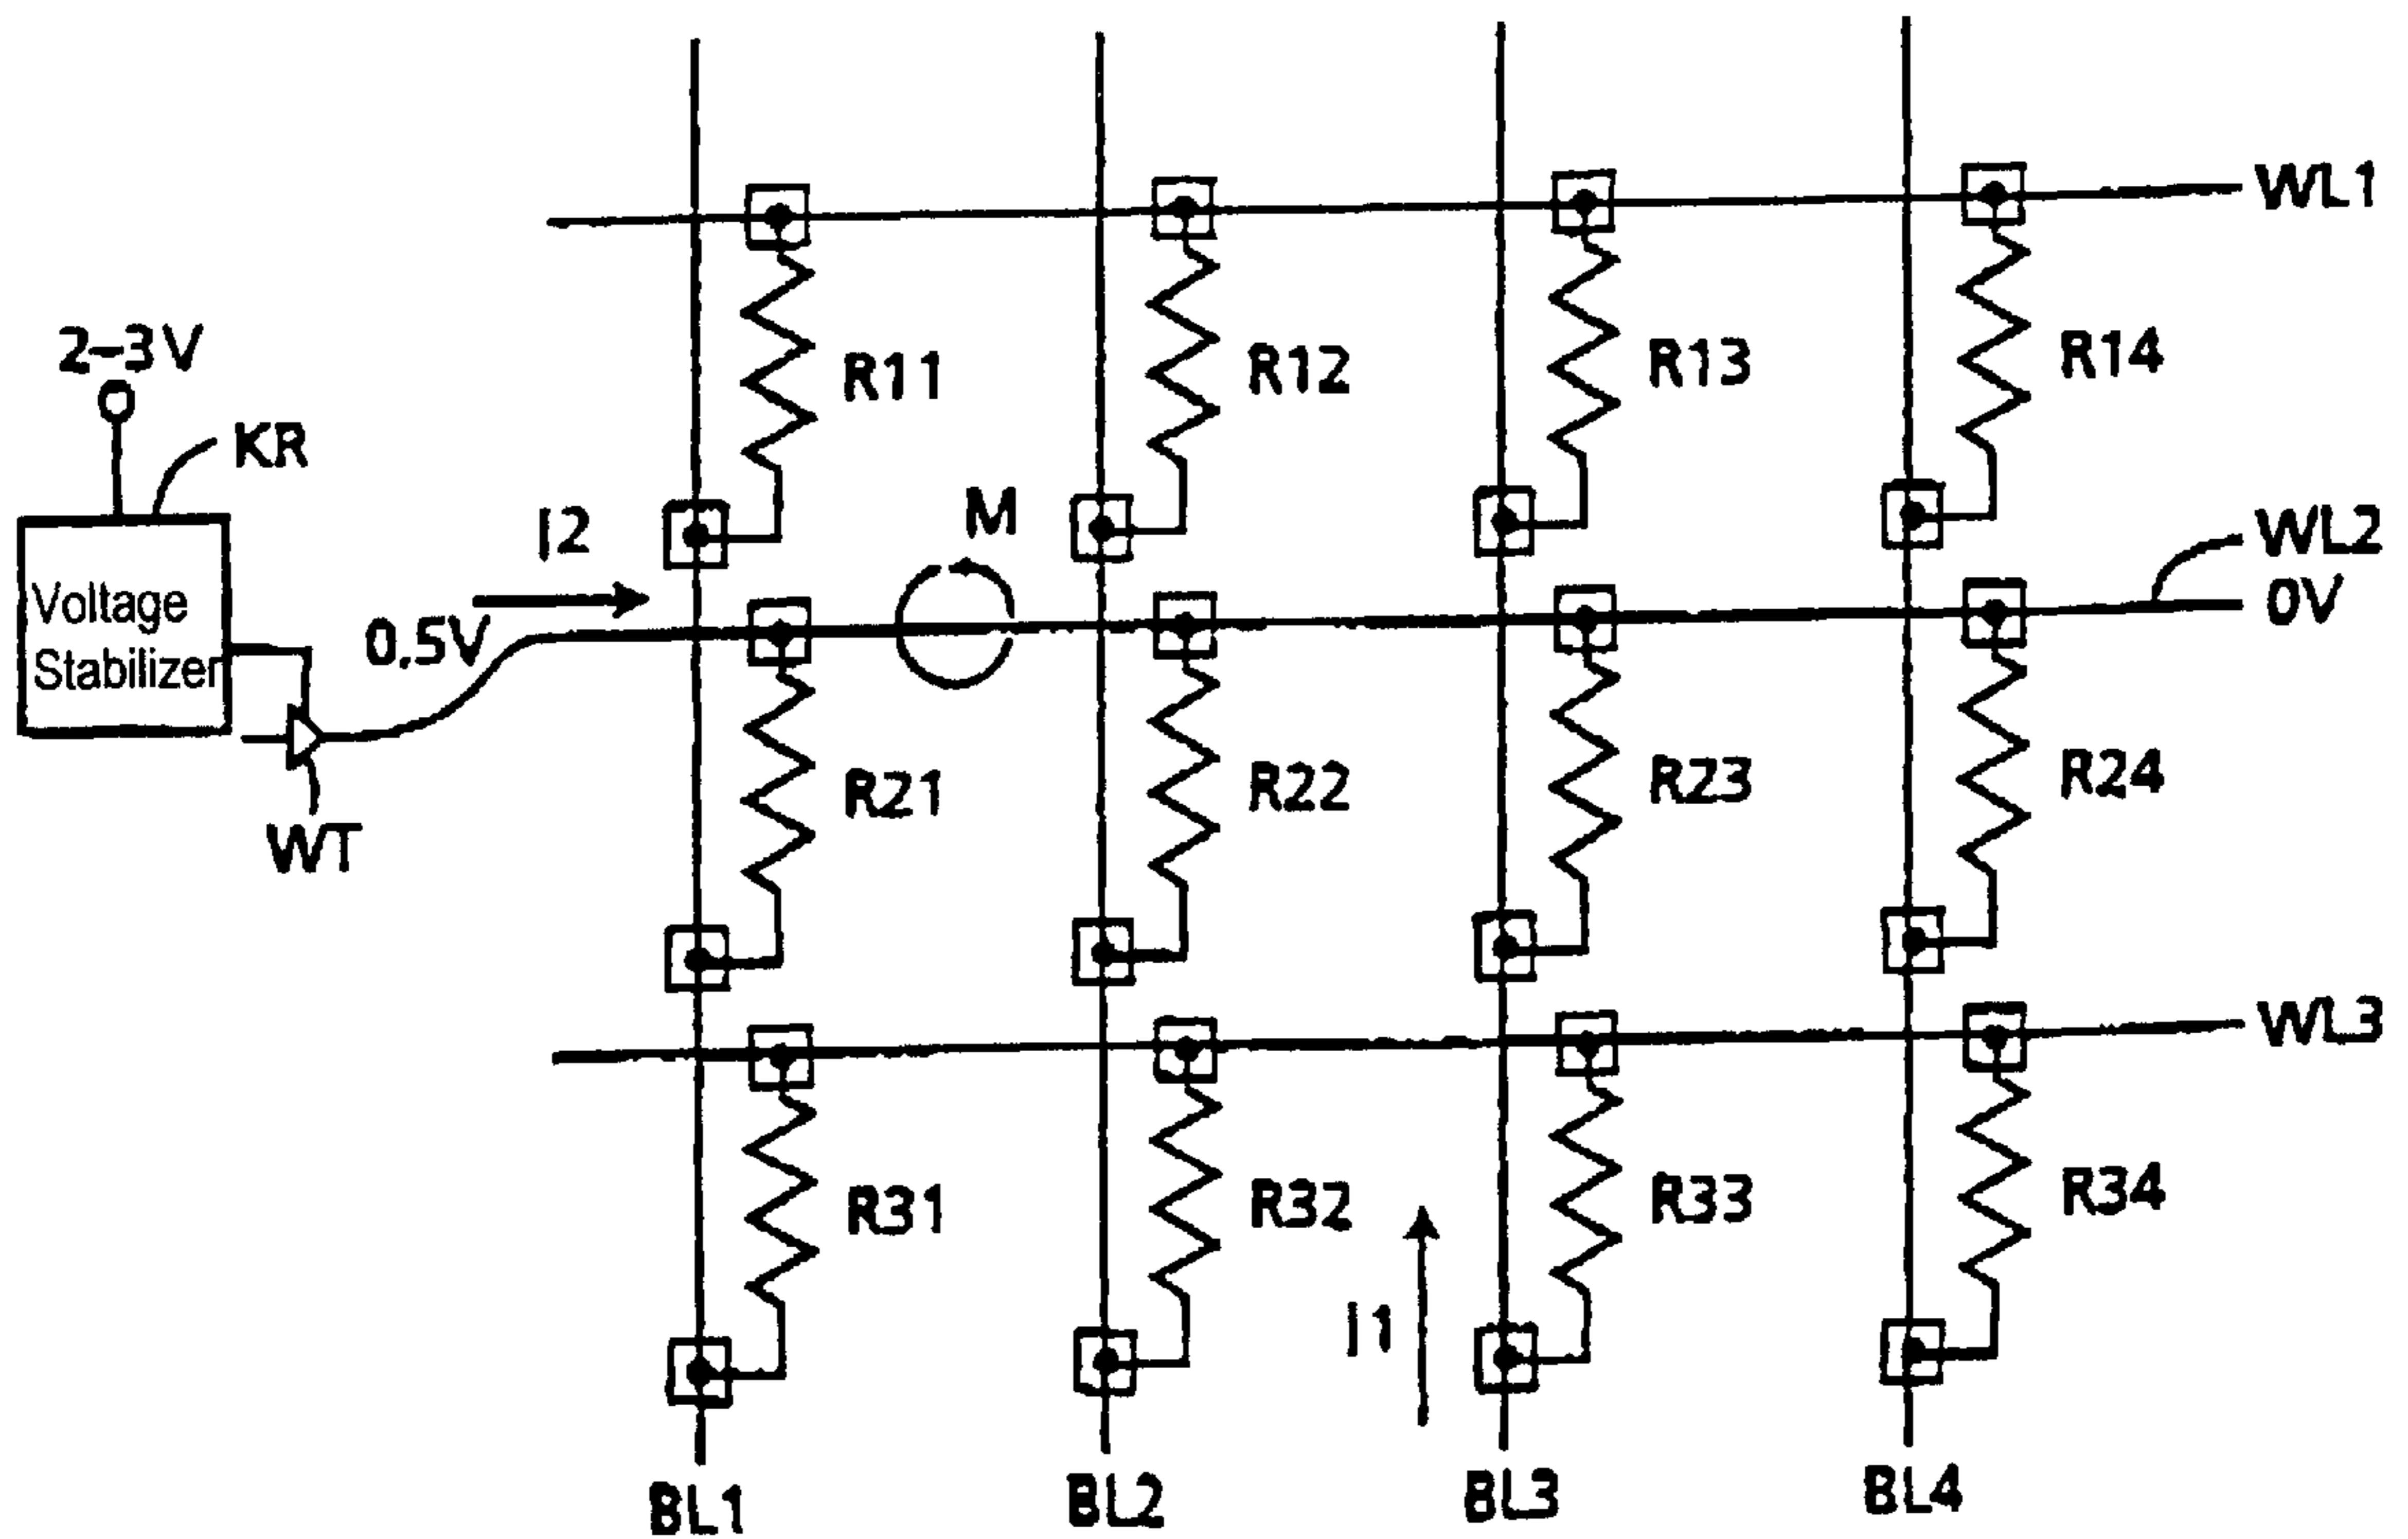 WL1
2-3V
R11
R12
R13
R14
KR
I2
M
WL2
0V
Voltage
Stabilizer
0.5V
R21
R22
R23
R24
WT
WL3
R31
R32
R33
R34
I1
BL1
BL2
BL3
BL4